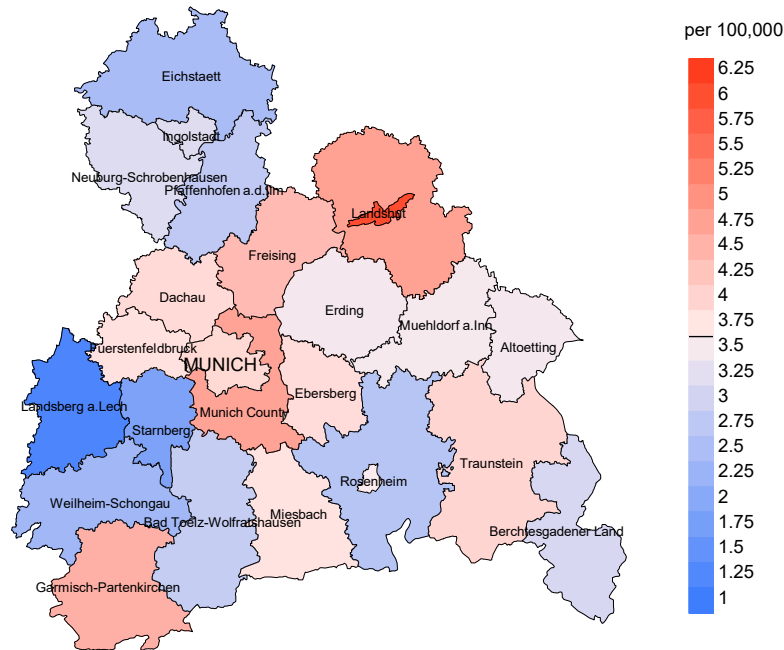 per 100,000
6.25
6
5.75
5.5
5.25
5
4.75
4.5
4.25
4
3.75
3.5
3.25
3
2.75
2.5
2.25
2
1.75
1.5
1.25
1
Eichstaett
Ingolstadt
Neuburg-Schrobenhausen
Pfaffenhofen a.d.Ilm
Landshut
Freising
Dachau
Erding
Muehldorf a.Inn
Altoetting
Fuerstenfeldbruck
MUNICH
Ebersberg
Landsberg a.Lech
Munich County
Starnberg
Traunstein
Rosenheim
Weilheim-Schongau
Miesbach
Bad Toelz-Wolfratshausen
Berchtesgadener Land
Garmisch-Partenkirchen